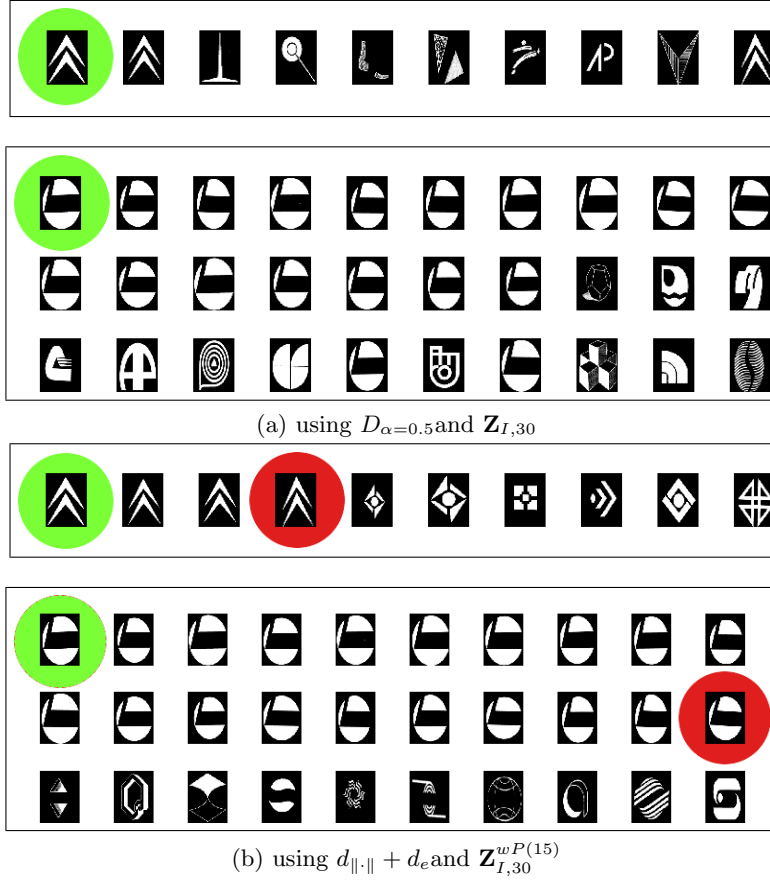 (a) using $D_{\alpha=0.5}$and $\mathbf{Z}_{I,30}$
(b) using $d_{\|\cdot\|} + d_e$and $\mathbf{Z}_{I,30}^{wP(15)}$